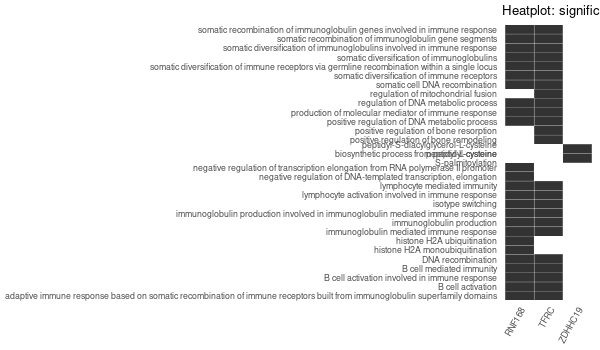 Heatplot: signific
somatic recombination of immunoglobulin genes involved in immune response
somatic recombination of immunoglobulin gene segments
somatic diversification of immunoglobulins involved in immune response
somatic diversification of immunoglobulins
somatic diversification of immune receptors via germline recombination within a single locus
somatic diversification of immune receptors
somatic cell DNA recombination
regulation of mitochondrial fusion
regulation of DNA metabolic process
production of molecular mediator of immune response
positive regulation of DNA metabolic process
positive regulation of bone resorption
positive regulation of bone remodeling
peptidyl-S-diacylglycerol-L-cysteine
biosynthetic process from peptidyl-cysteine
S-palmitoylation
negative regulation of transcription elongation from RNA polymerase II promoter
negative regulation of DNA-templated transcription, elongation
lymphocyte mediated immunity
lymphocyte activation involved in immune response
isotype switching
immunoglobulin production involved in immunoglobulin mediated immune response
immunoglobulin production
immunoglobulin mediated immune response
histone H2A ubiquitination
histone H2A monoubiquitination
DNA recombination
B cell mediated immunity
B cell activation involved in immune response
B cell activation
adaptive immune response based on somatic recombination of immune receptors built from immunoglobulin superfamily domains
RNF168
TFRC
ZDHHC19